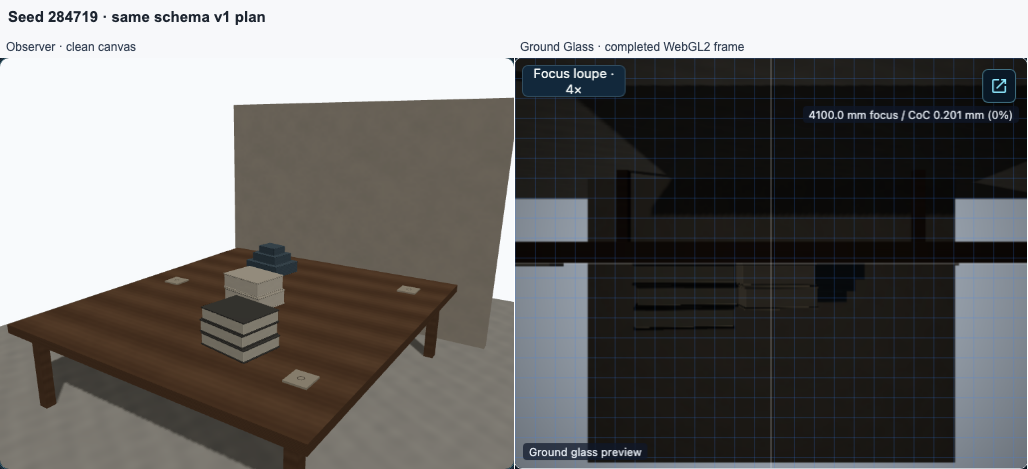 Seed 284719 · same schema v1 plan
Observer · clean canvas
Ground Glass · completed WebGL2 frame
Focus loupe ·
4×
4100.0 mm focus / CoC 0.201 mm (0%)
Ground glass preview